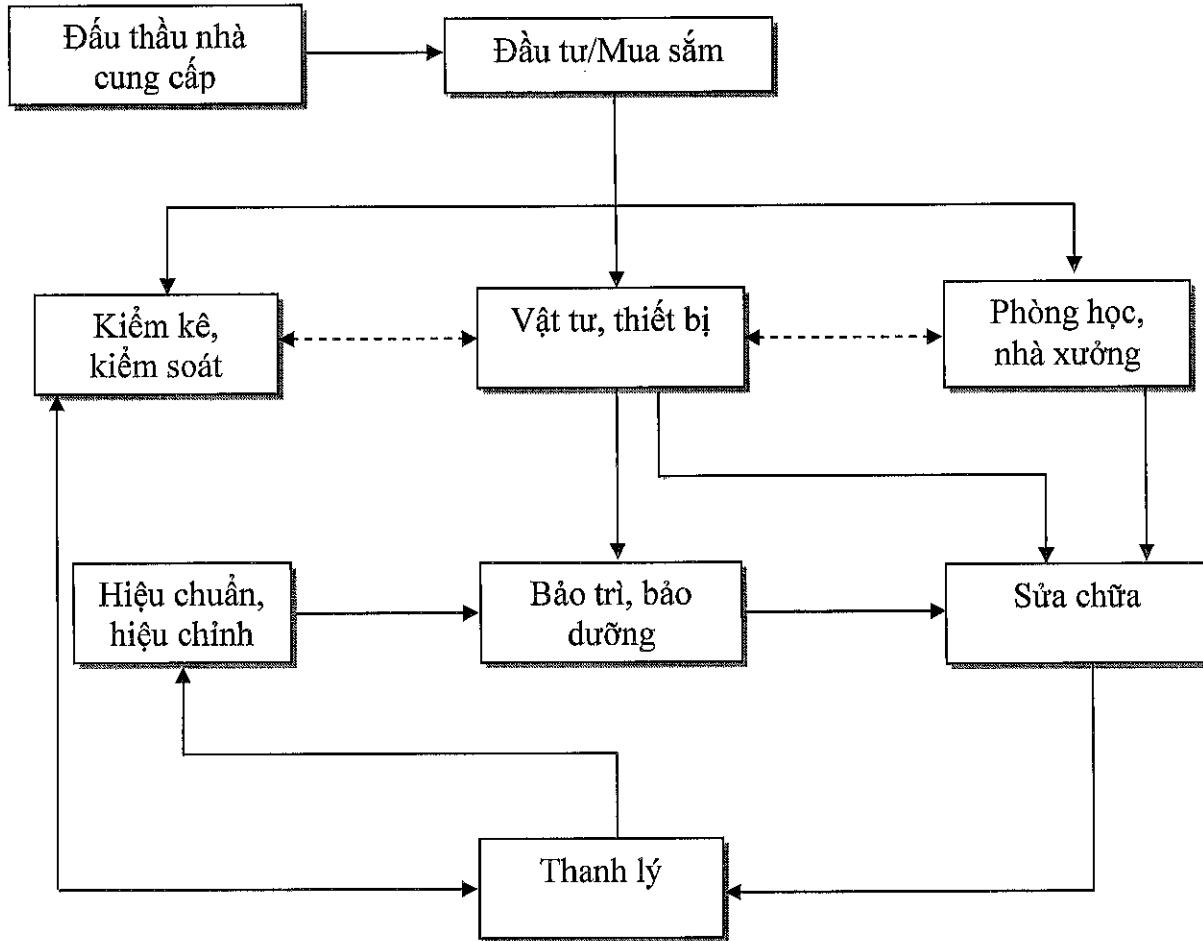 Đấu thầu nhà
cung cấp
Đầu tư/Mua sắm
Kiểm kê,
kiểm soát
Vật tư, thiết bị
Phòng học,
nhà xưởng
Hiệu chuẩn,
hiệu chỉnh
Bảo trì, bảo
dưỡng
Sửa chữa
Thanh lý